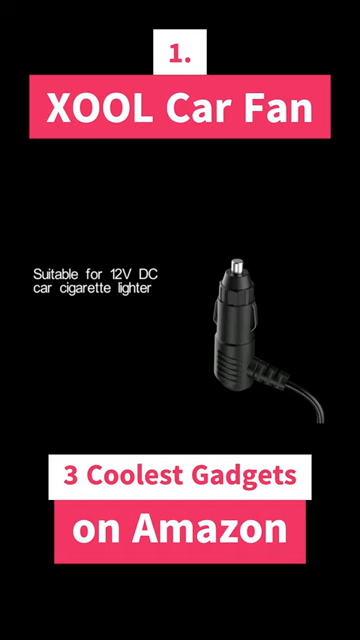 1.
XOOL Car Fan
Suitable for 12V DC
car cigarette lighter
3 Coolest Gadgets
on Amazon